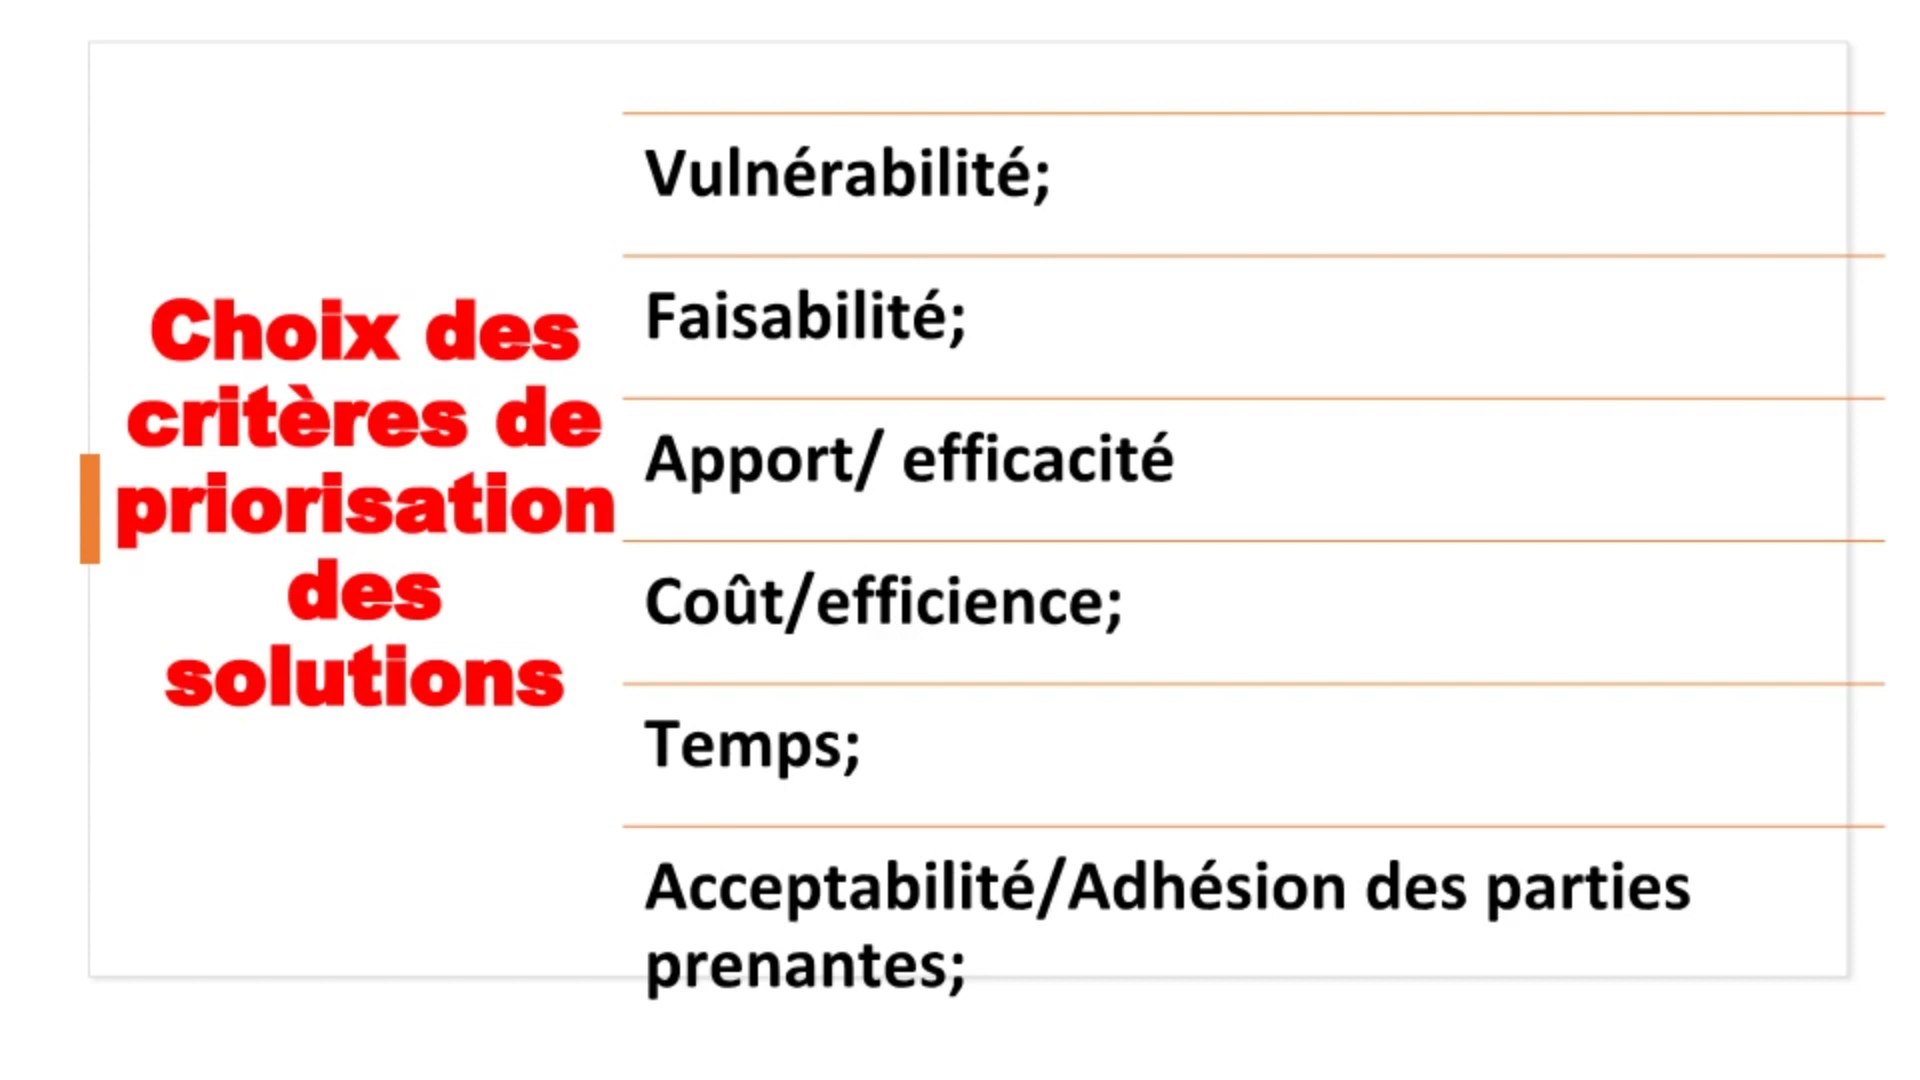 Choix des
critères de
priorisation
des
solutions
Vulnérabilité;
Faisabilité;
Apport/ efficacité
Coût/efficience;
Temps;
Acceptabilité/Adhésion des parties
prenantes;